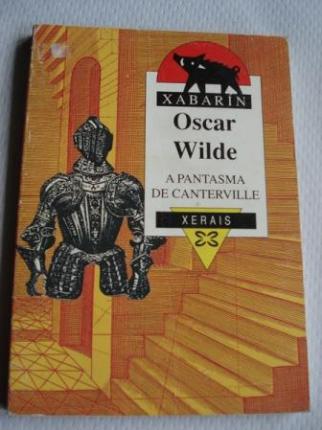 XABARÍN
Oscar
Wilde
A PANTASMA
DE CANTERVILLE
XERAIS